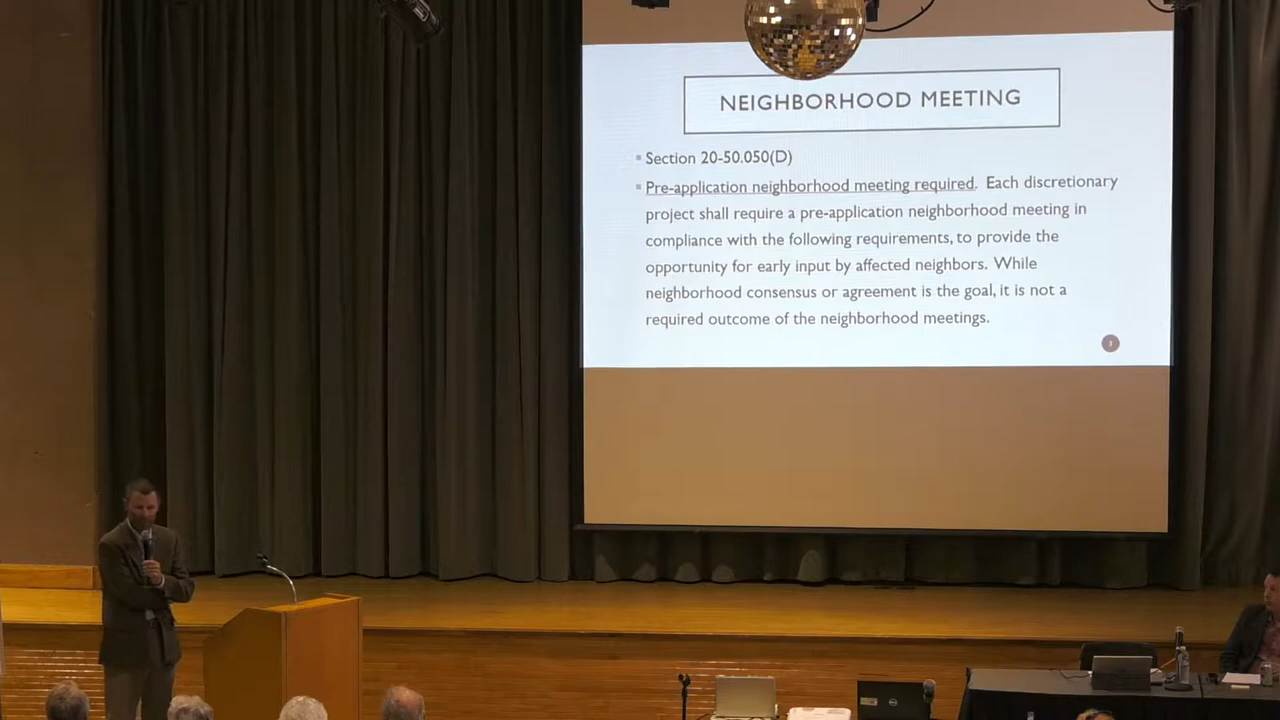 NEIGHBORHOOD MEETING
Section 20-50.050(D)
Pre-application neighborhood meeting required. Each discretionary
project shall require a pre-application neighborhood meeting in
compliance with the following requirements, to provide the
opportunity for early input by affected neighbors. While
neighborhood consensus or agreement is the goal, it is not a
required outcome of the neighborhood meetings.